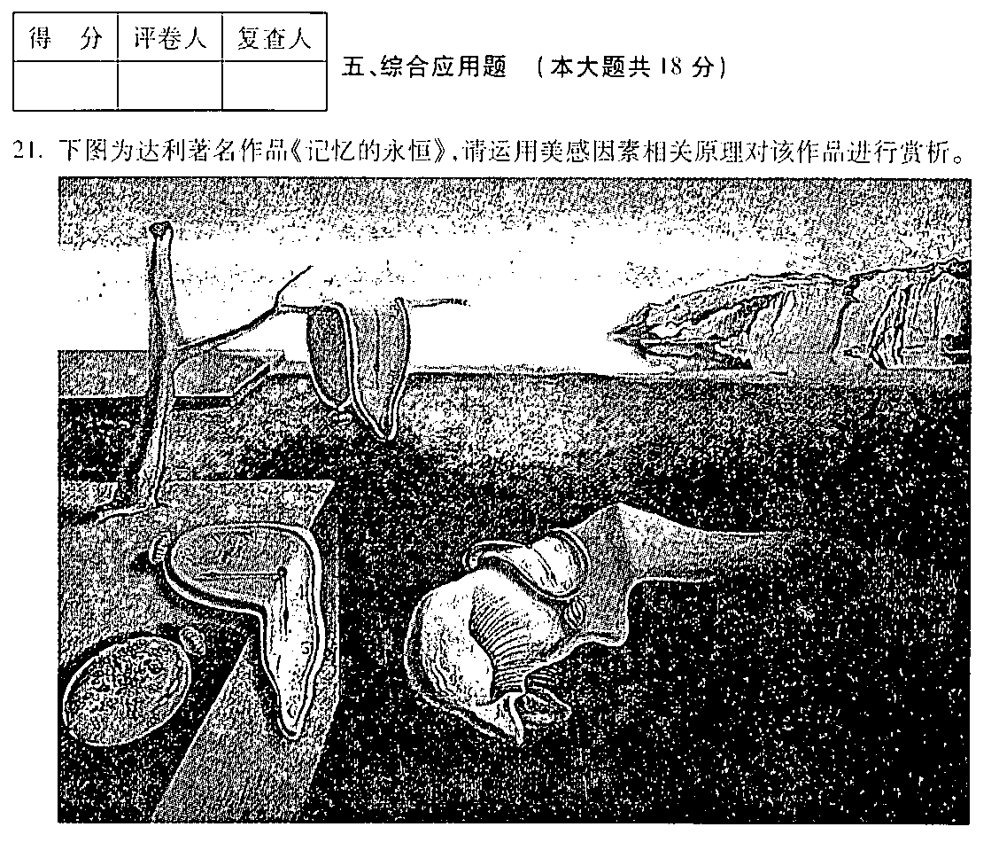 得 分 评卷人 复查人
五、综合应用题 (本大题共18分)
21. 下图为达利著名作品《记忆的永恒》,请运用美感因素相关原理对该作品进行赏析。